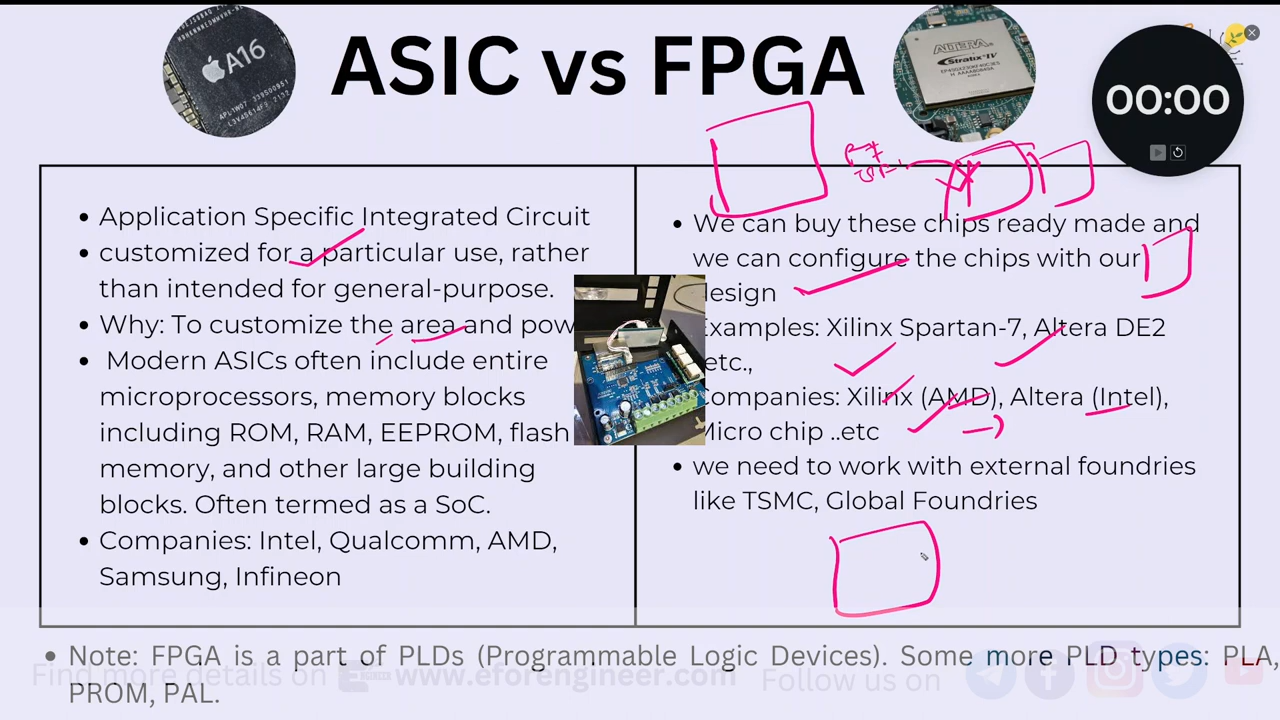 ASIC vs FPGA
A16
ALTERA
Stratix IV
00:00
• Application Specific Integrated Circuit
• customized for a particular use, rather
than intended for general-purpose.
• Why: To customize the area and pow
• Modern ASICs often include entire
microprocessors, memory blocks
including ROM, RAM, EEPROM, flash
memory, and other large building
blocks. Often termed as a SoC.
• Companies: Intel, Qualcomm, AMD,
Samsung, Infineon
• We can buy these chips ready made and
we can configure the chips with our
design
Examples: Xilinx Spartan-7, Altera DE2
etc.,
Companies: Xilinx (AMD), Altera (Intel),
Micro chip ..etc
• we need to work with external foundries
like TSMC, Global Foundries
• Note: FPGA is a part of PLDs (Programmable Logic Devices). Some more PLD types: PLA,
PROM, PAL.
Find more details on www.eforengineer.com Follow us on